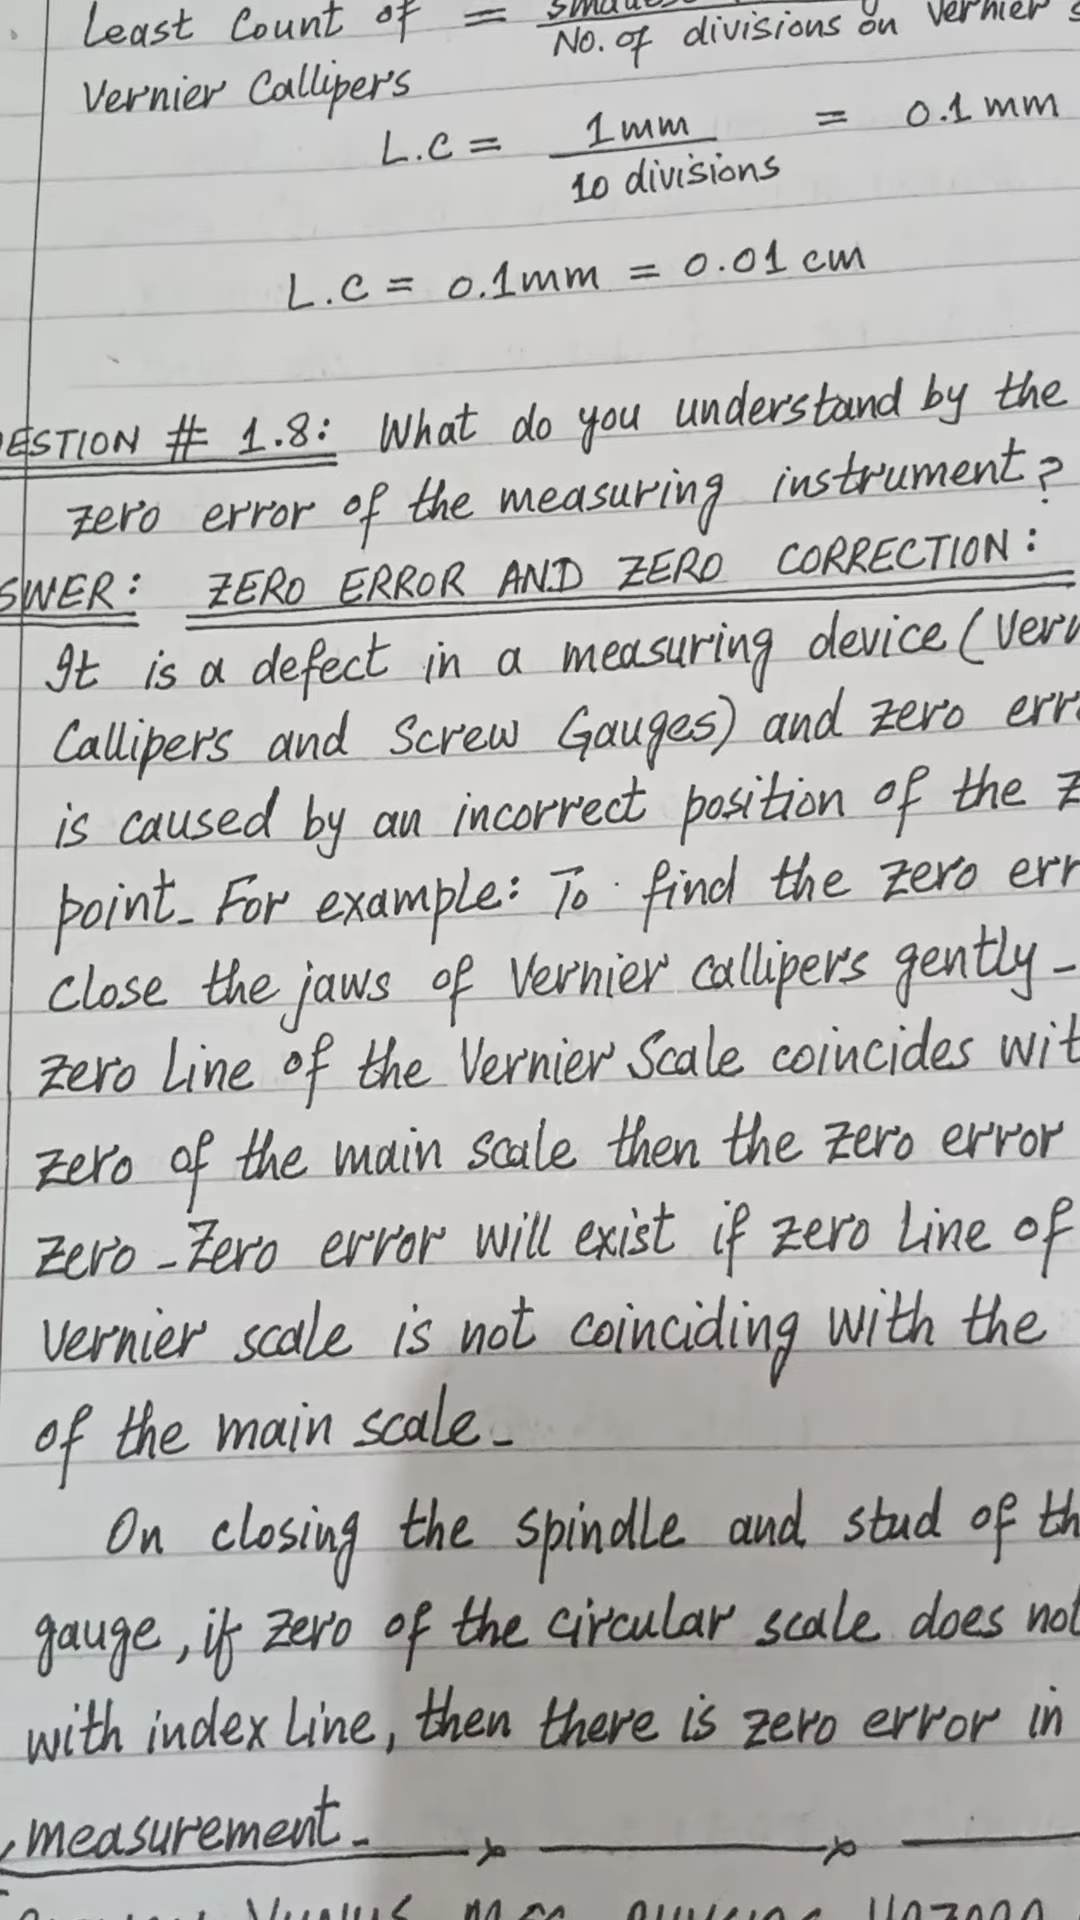 Least Count of =
No. of divisions on Vernier
Vernier Callipers
L.C = 1mm = 0.1 mm
10 divisions
L.C = 0.1mm = 0.01 cm
ESTION # 1.8: What do you understand by the
zero error of the measuring instrument?
SWER: ZERO ERROR AND ZERO CORRECTION:
It is a defect in a measuring device (Vern
Callipers and Screw Gauges) and zero err
is caused by an incorrect position of the z
point. For example: To find the zero err
close the jaws of Vernier callipers gently.
zero Line of the Vernier Scale coincides wit
zero of the main scale then the zero error
zero. Zero error will exist if zero Line of
vernier scale is not coinciding with the
of the main scale.
On closing the spindle and stud of th
gauge, if zero of the circular scale does not
with index Line, then there is zero error in
measurement.